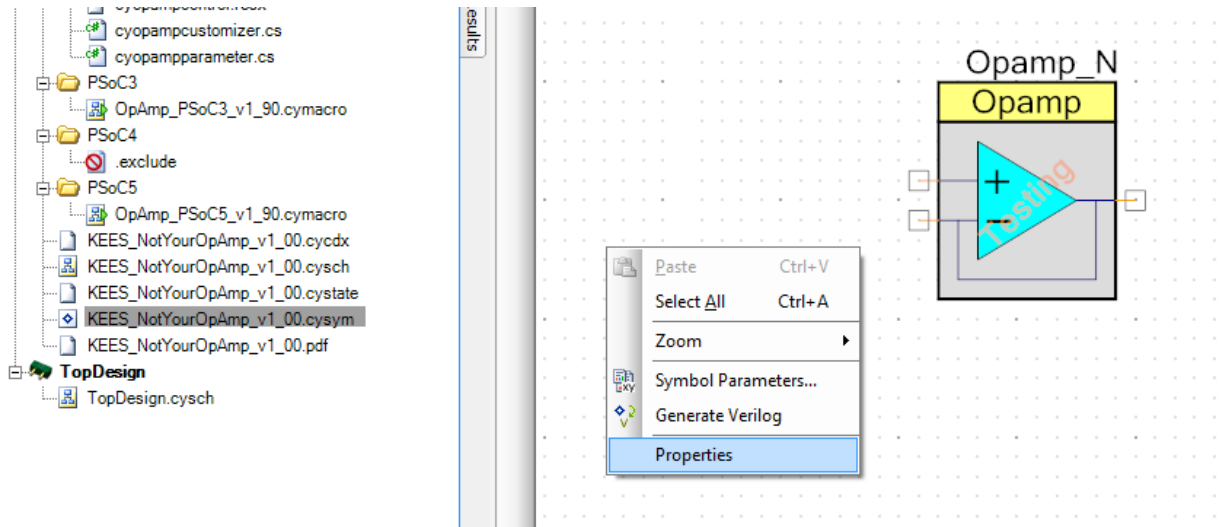 cyopampcustomizer.cs
cyopampparameter.cs
PSoC3
OpAmp_PSoC3_v1_90.cymacro
PSoC4
.exclude
PSoC5
OpAmp_PSoC5_v1_90.cymacro
KEES_NotYourOpAmp_v1_00.cycdx
KEES_NotYourOpAmp_v1_00.cysch
KEES_NotYourOpAmp_v1_00.cystate
KEES_NotYourOpAmp_v1_00.cysym
KEES_NotYourOpAmp_v1_00.pdf
TopDesign
TopDesign.cysch
Paste Ctrl+V
Select All Ctrl+A
Zoom
Symbol Parameters...
Generate Verilog
Properties
Opamp_N
Opamp
+
-
Testing